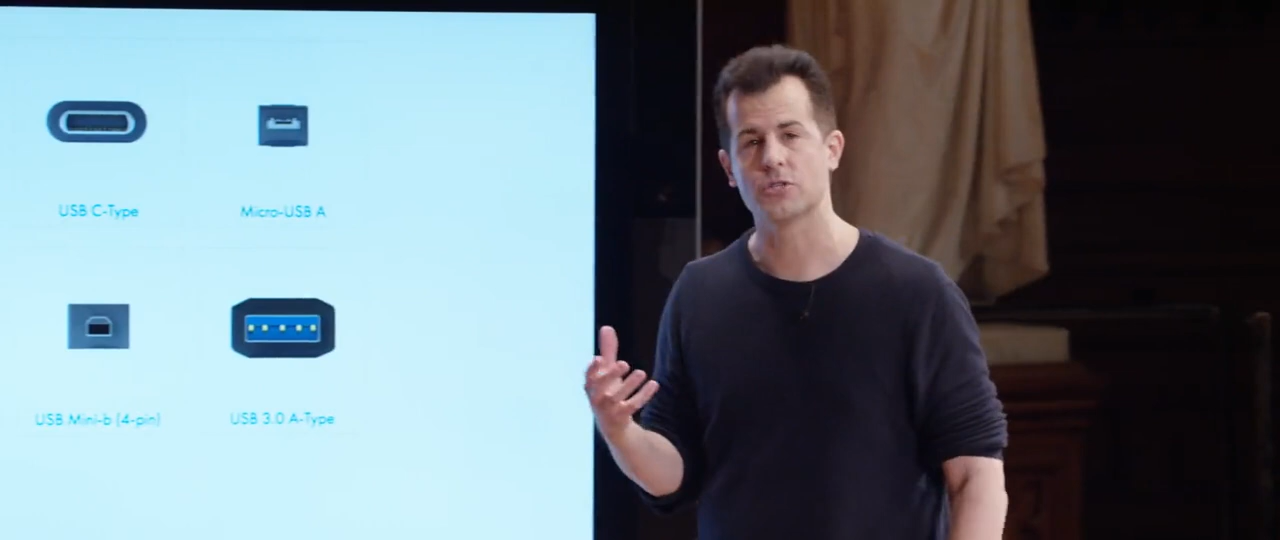 USB C-Type
Micro-USB A
USB Mini-b (4-pin)
USB 3.0 A-Type